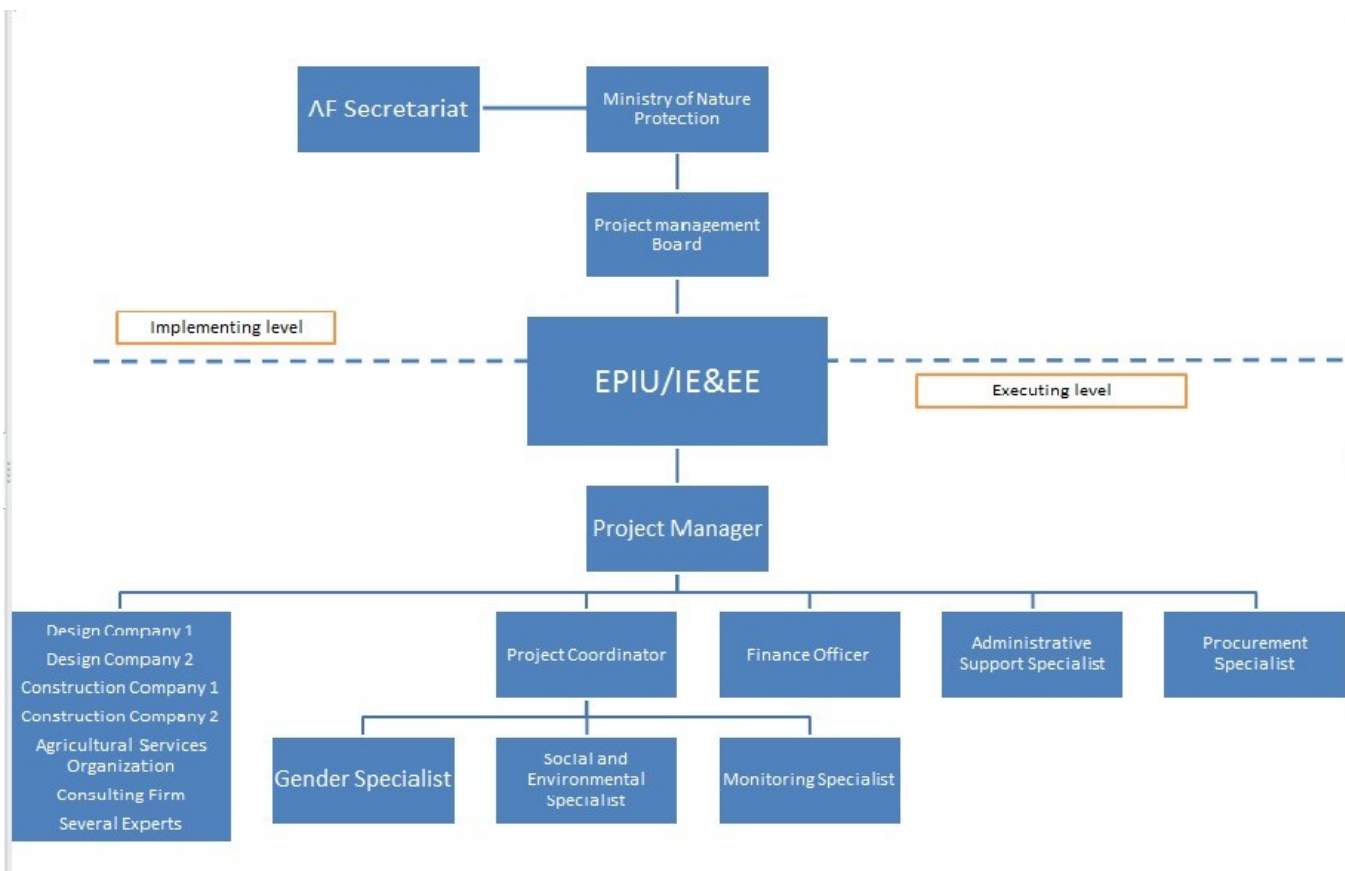 AF Secretariat
Ministry of Nature
Protection
Project management
Board
Implementing level
EPIU/IE&EE
Executing level
Project Manager
Design Company 1
Design Company 2
Construction Company 1
Construction Company 2
Agricultural Services
Organization
Consulting Firm
Several Experts
Project Coordinator
Finance Officer
Administrative
Support Specialist
Procurement
Specialist
Gender Specialist
Social and
Environmental
Specialist
Monitoring Specialist